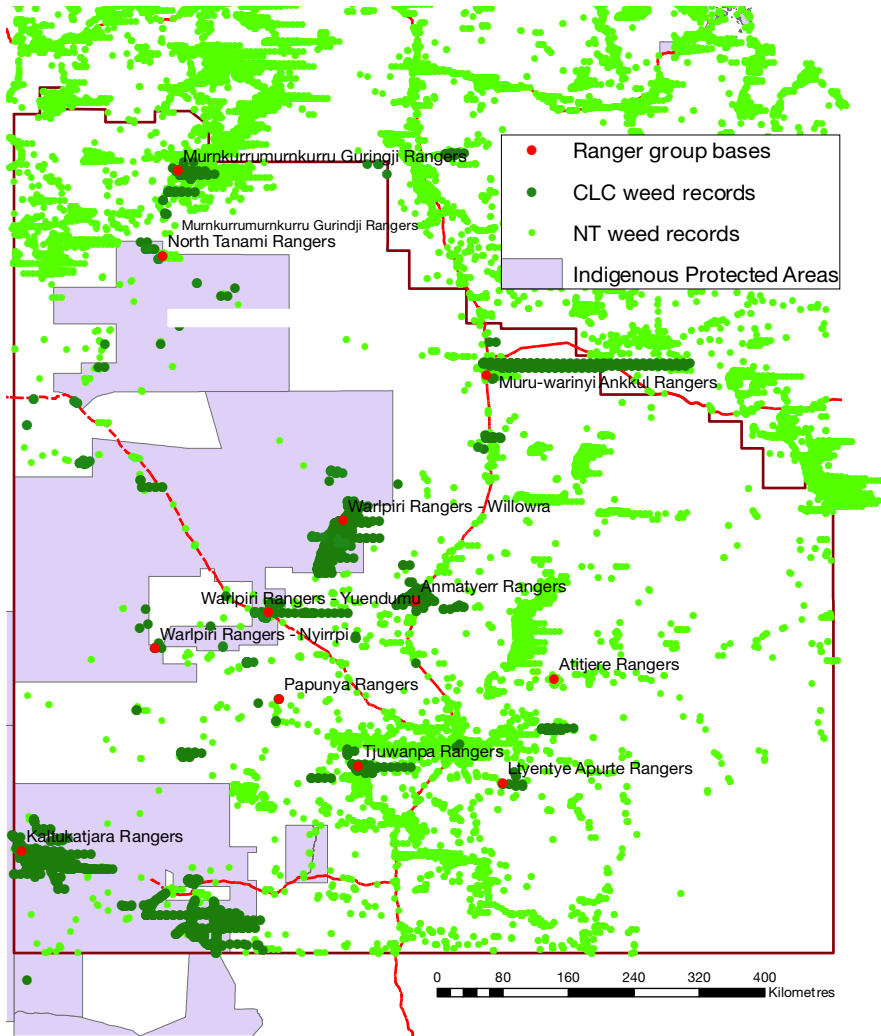 Murnkurrumurnkurru Guringji Rangers
Ranger group bases
CLC weed records
NT weed records
Indigenous Protected Areas
Murnkurrumurnkurru Gurindji Rangers
North Tanami Rangers
Muru-warinyi Ankkul Rangers
Warlpiri Rangers - Willowra
Anmatyerr Rangers
Warlpiri Rangers - Yuendumu
Warlpiri Rangers - Nyirrpi
Atitjere Rangers
Papunya Rangers
Tjuwanpa Rangers
Ltyentye Apurte Rangers
Kaltukatjara Rangers
0 80 160 240 320 400
Kilometres